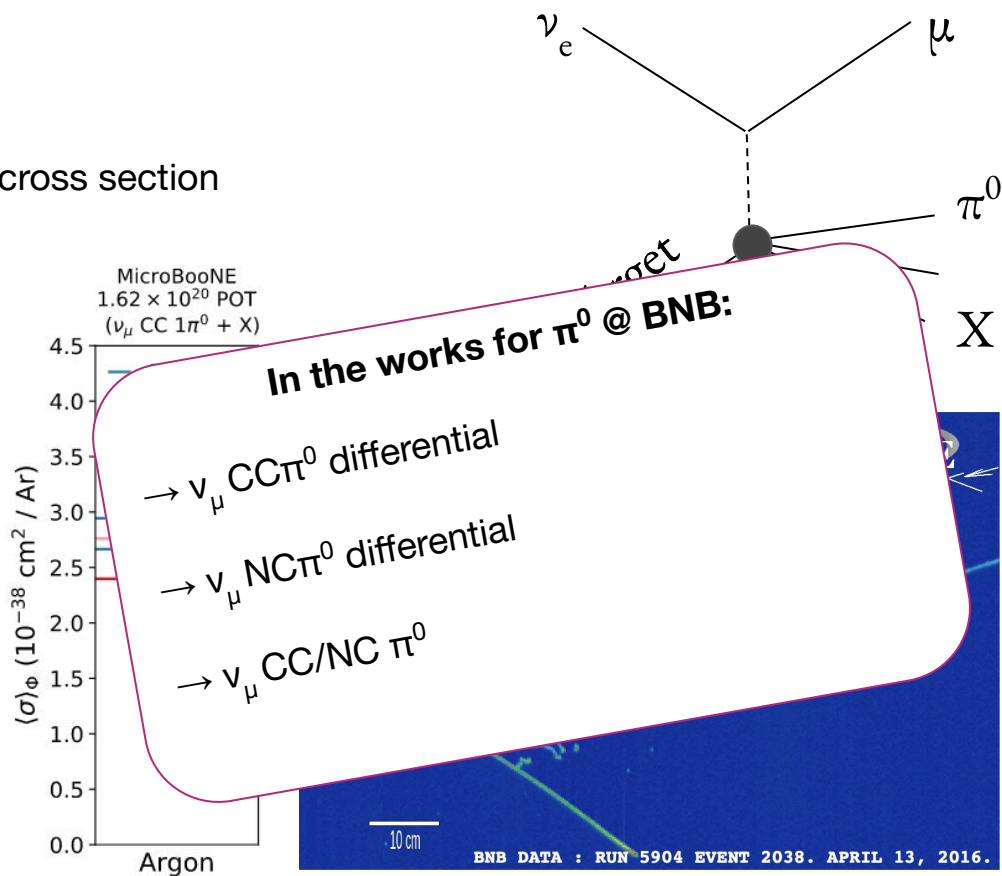 ν_e
μ
cross section
π⁰
X
MicroBooNE
1.62 × 10²⁰ POT
(ν_μ CC 1π⁰ + X)
4.5
4.0
3.5
3.0
2.5
2.0
1.5
1.0
0.5
0.0
⟨σ⟩_Φ (10⁻³⁸ cm² / Ar)
Argon
In the works for π⁰ @ BNB:
→ ν_μ CCπ⁰ differential
→ ν_μ NCπ⁰ differential
→ ν_μ CC/NC π⁰
10 cm
BNB DATA : RUN 5904 EVENT 2038. APRIL 13, 2016.